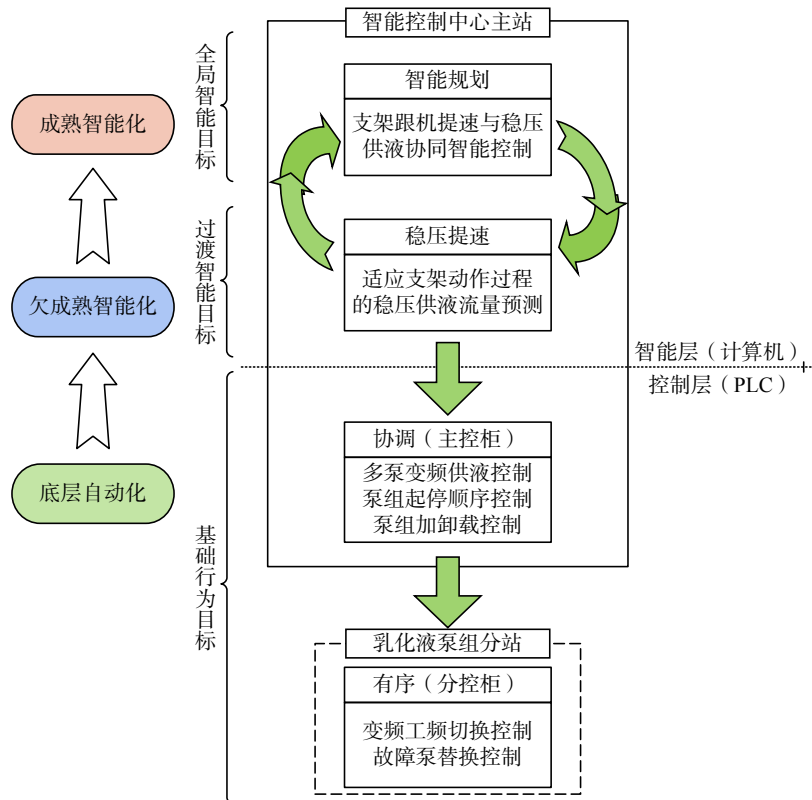 智能控制中心主站
全局智能目标
智能规划
支架跟机提速与稳压
供液协同智能控制
成熟智能化
过渡智能目标
稳压提速
适应支架动作过程
的稳压供液流量预测
欠成熟智能化
智能层（计算机）
控制层（PLC）
协调（主控柜）
多泵变频供液控制
泵组起停顺序控制
泵组加卸载控制
底层自动化
基础行为目标
乳化液泵组分站
有序（分控柜）
变频工频切换控制
故障泵替换控制